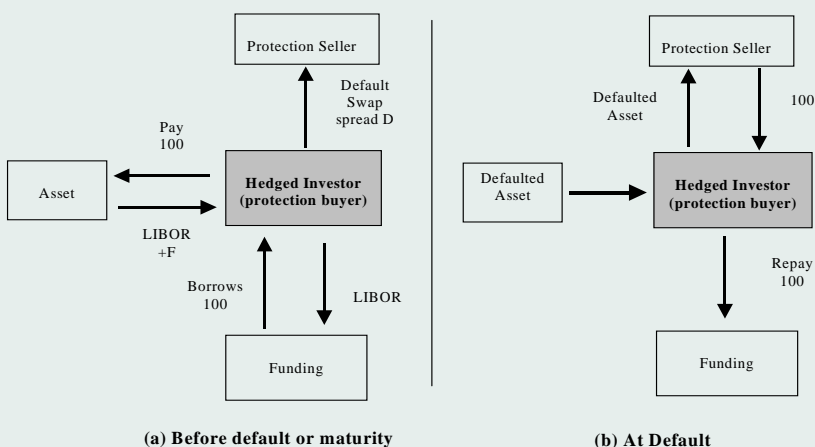 Protection Seller
Default
Swap
spread D
Pay
100
Asset
Hedged Investor
(protection buyer)
LIBOR
+F
Borrows
100
LIBOR
Funding
(a) Before default or maturity
Protection Seller
Defaulted
Asset
100
Defaulted
Asset
Hedged Investor
(protection buyer)
Repay
100
Funding
(b) At Default